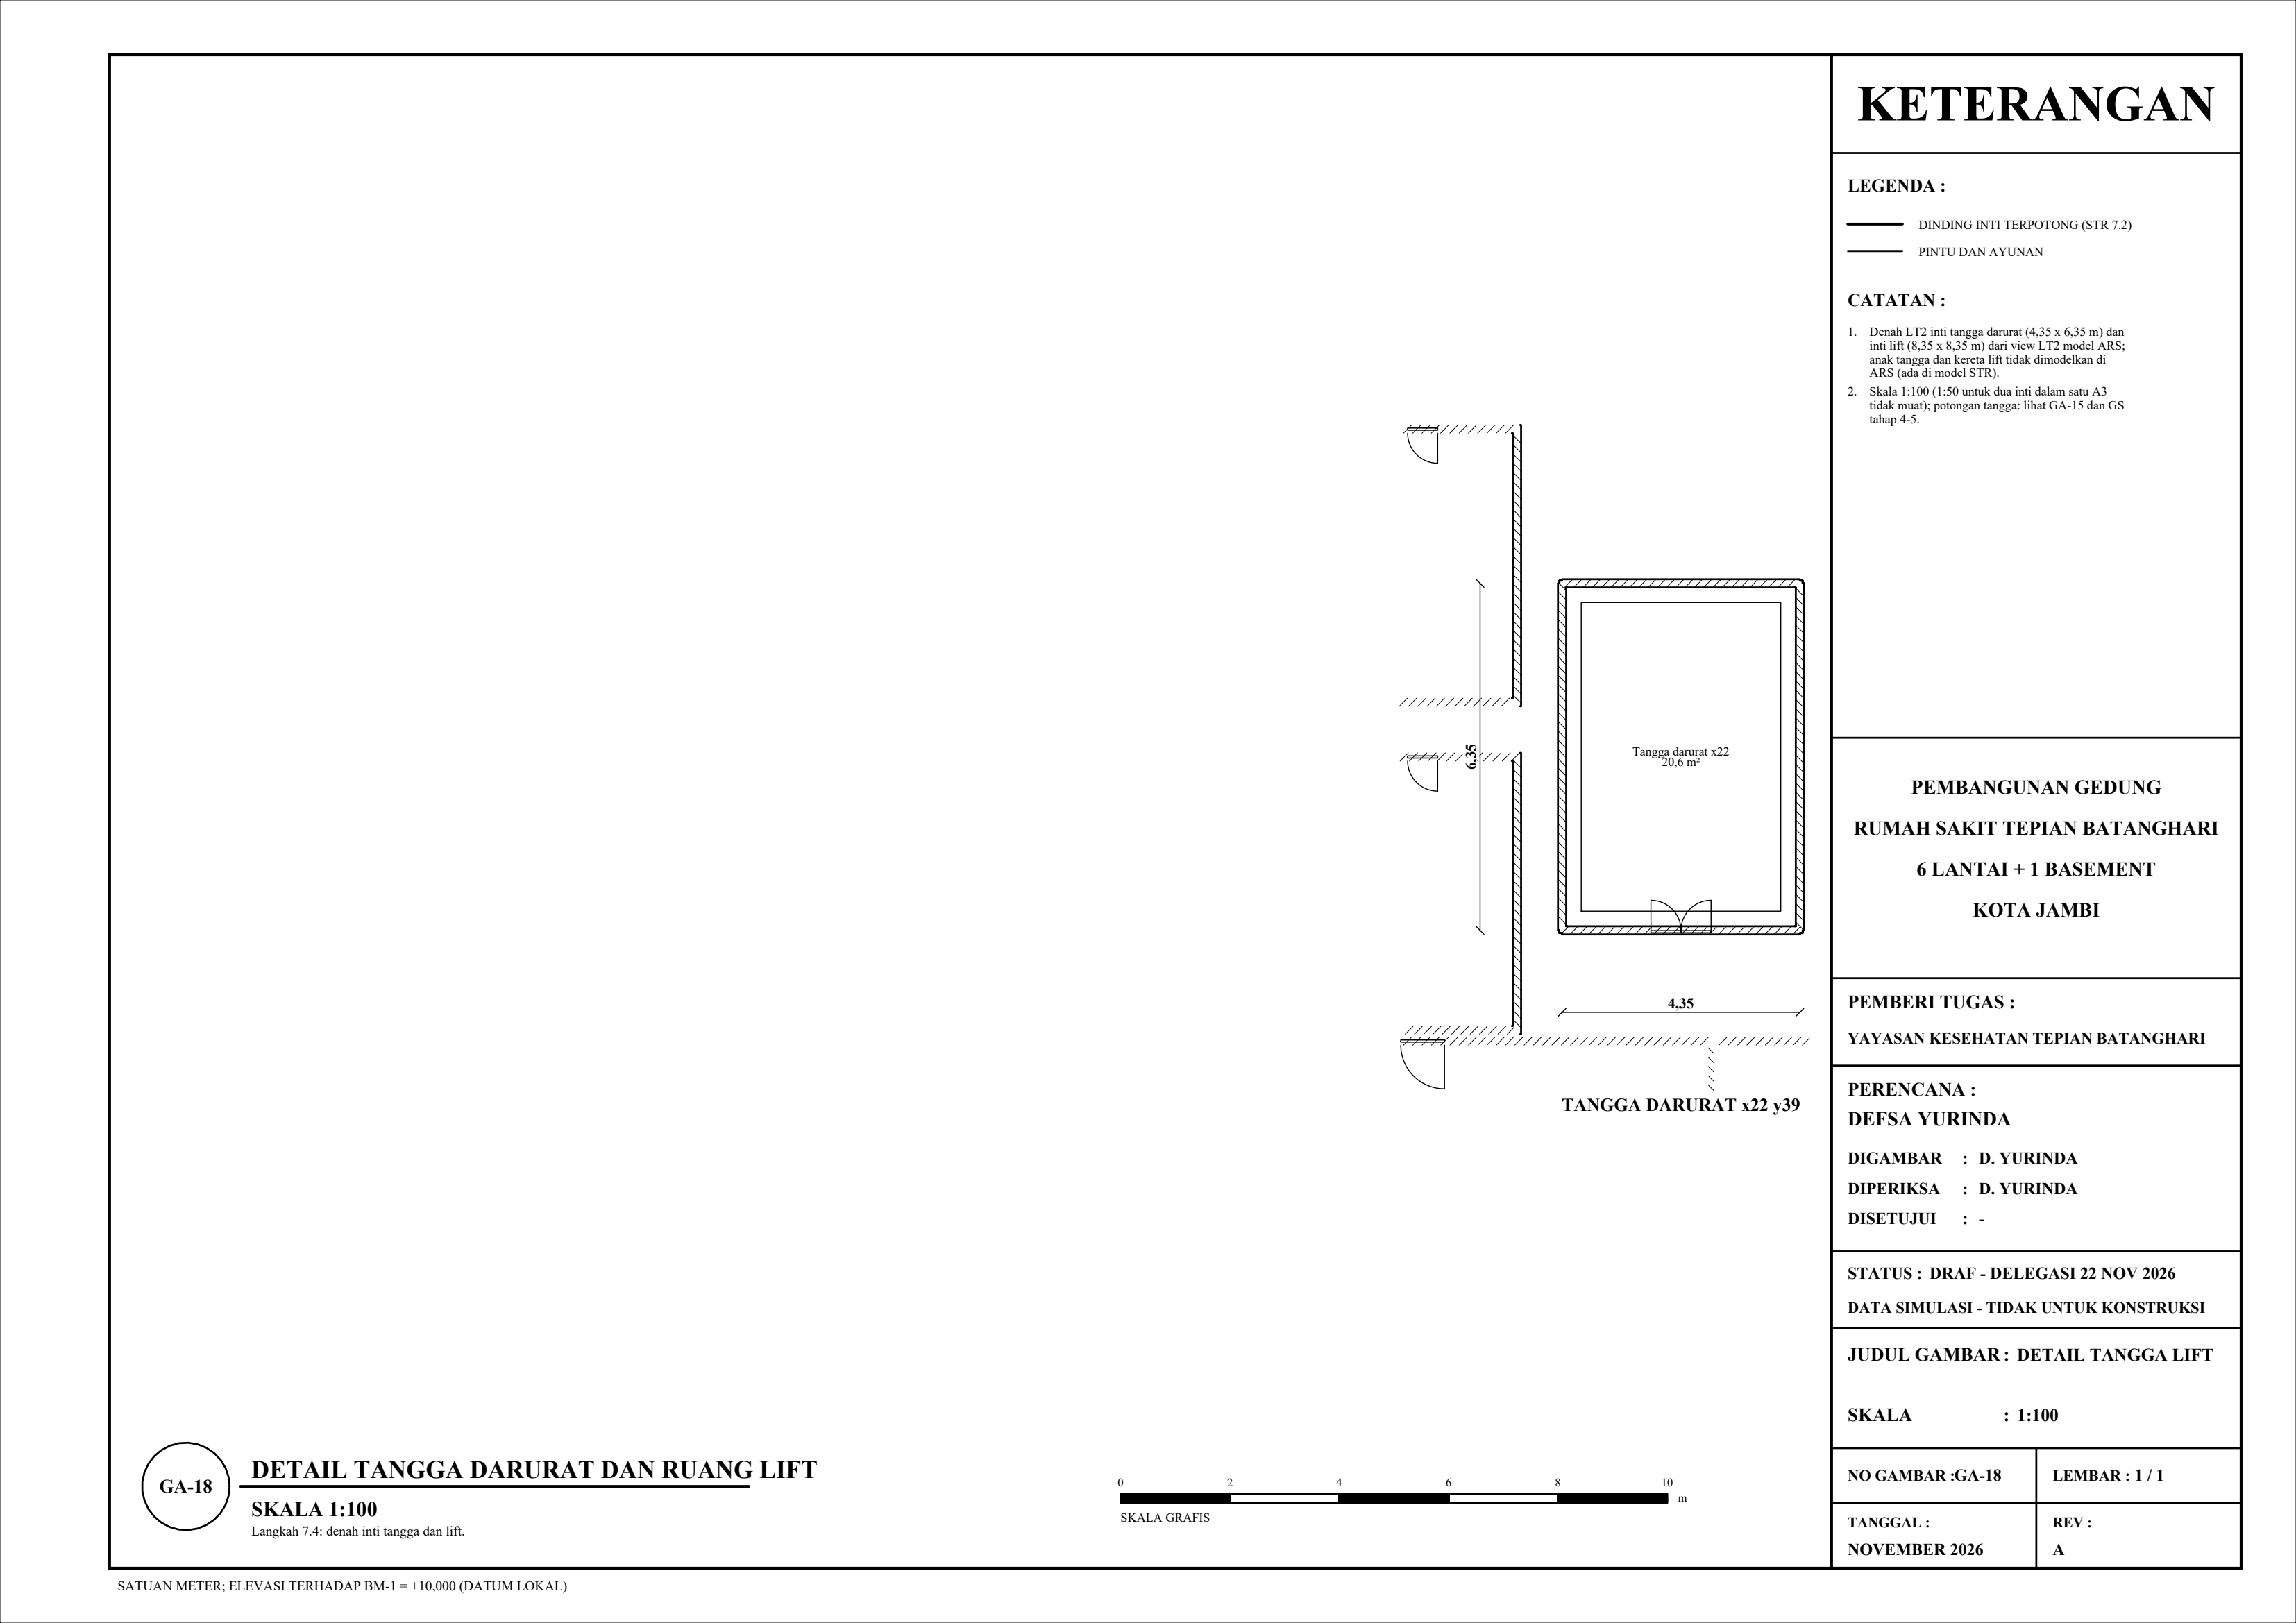 KETERANGAN
LEGENDA :
DINDING INTI TERPOTONG (STR 7.2)
PINTU DAN AYUNAN
CATATAN :
1. Denah LT2 inti tangga darurat (4,35 x 6,35 m) dan
inti lift (8,35 x 8,35 m) dari view LT2 model ARS;
anak tangga dan kereta lift tidak dimodelkan di
ARS (ada di model STR).
2. Skala 1:100 (1:50 untuk dua inti dalam satu A3
tidak muat); potongan tangga: lihat GA-15 dan GS
tahap 4-5.
6,35
Tangga darurat x22
20,6 m²
4,35
TANGGA DARURAT x22 y39
PEMBANGUNAN GEDUNG
RUMAH SAKIT TEPIAN BATANGHARI
6 LANTAI + 1 BASEMENT
KOTA JAMBI
PEMBERI TUGAS :
YAYASAN KESEHATAN TEPIAN BATANGHARI
PERENCANA :
DEFSA YURINDA
DIGAMBAR : D. YURINDA
DIPERIKSA : D. YURINDA
DISETUJUI : -
STATUS : DRAF - DELEGASI 22 NOV 2026
DATA SIMULASI - TIDAK UNTUK KONSTRUKSI
JUDUL GAMBAR : DETAIL TANGGA LIFT
SKALA : 1:100
NO GAMBAR :GA-18
LEMBAR : 1 / 1
TANGGAL :
NOVEMBER 2026
REV :
A
GA-18
DETAIL TANGGA DARURAT DAN RUANG LIFT
SKALA 1:100
Langkah 7.4: denah inti tangga dan lift.
0 2 4 6 8 10
m
SKALA GRAFIS
SATUAN METER; ELEVASI TERHADAP BM-1 = +10,000 (DATUM LOKAL)